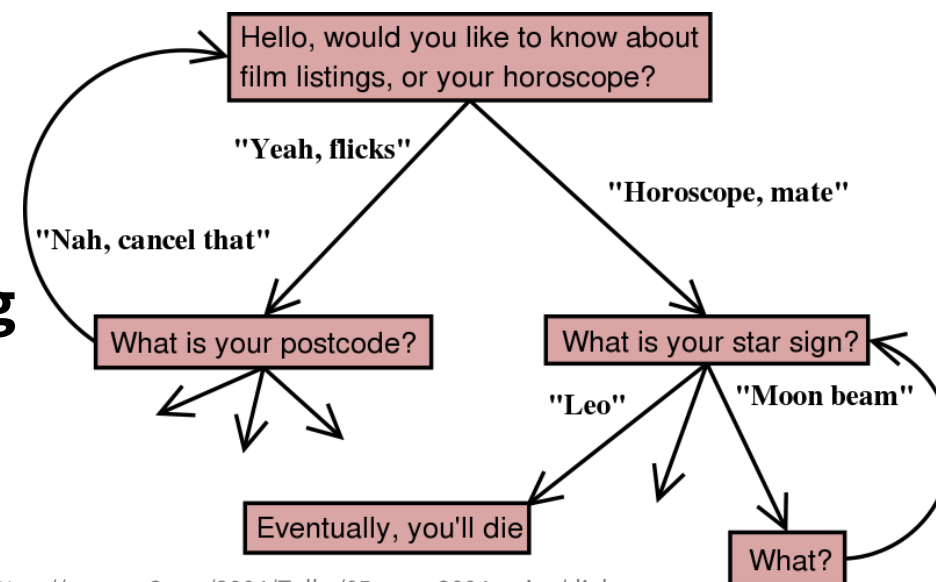 Hello, would you like to know about
film listings, or your horoscope?
"Yeah, flicks"
"Horoscope, mate"
"Nah, cancel that"
g
What is your postcode?
What is your star sign?
"Leo"
"Moon beam"
Eventually, you'll die
What?